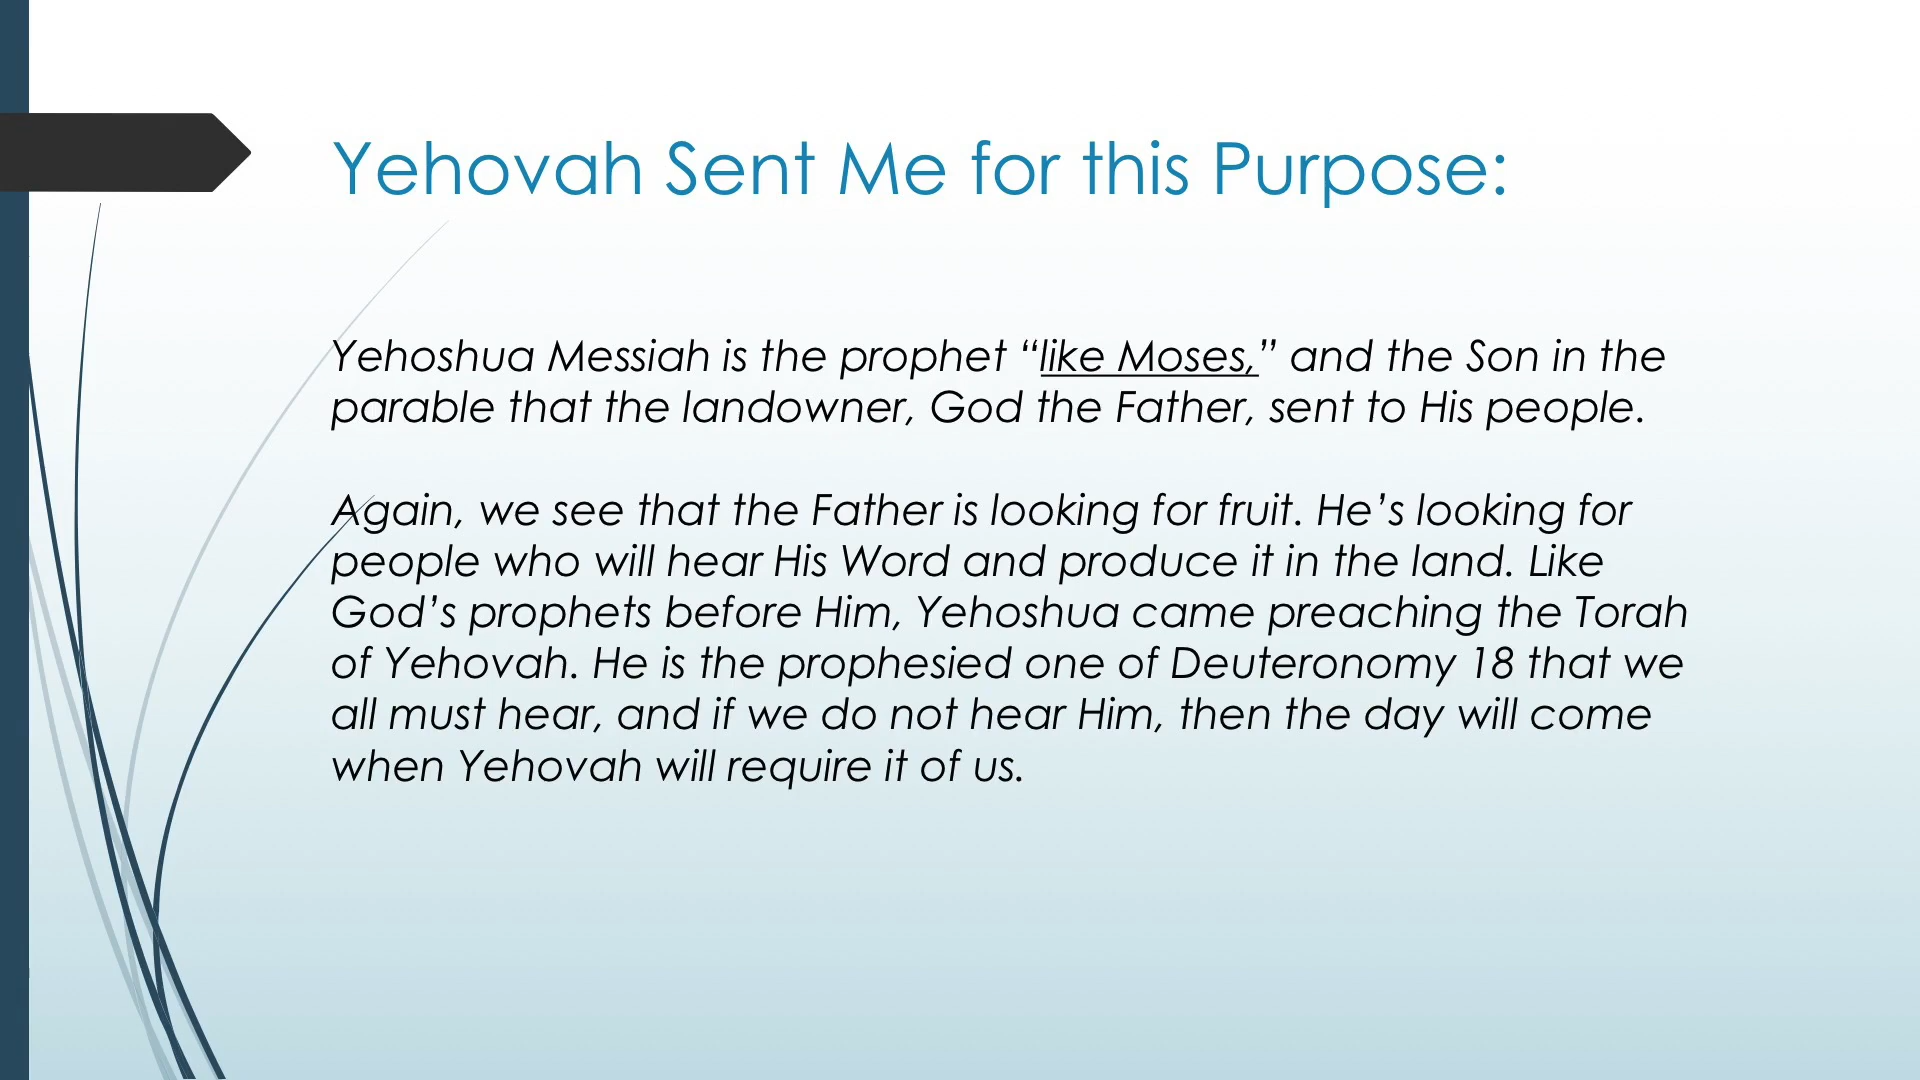 Yehovah Sent Me for this Purpose:
Yehoshua Messiah is the prophet “like Moses,” and the Son in the
parable that the landowner, God the Father, sent to His people.
Again, we see that the Father is looking for fruit. He’s looking for
people who will hear His Word and produce it in the land. Like
God’s prophets before Him, Yehoshua came preaching the Torah
of Yehovah. He is the prophesied one of Deuteronomy 18 that we
all must hear, and if we do not hear Him, then the day will come
when Yehovah will require it of us.